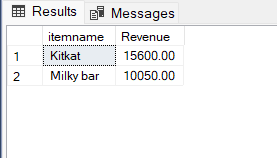 Results Messages
itemname Revenue
1 Kitkat 15600.00
2 Milky bar 10050.00